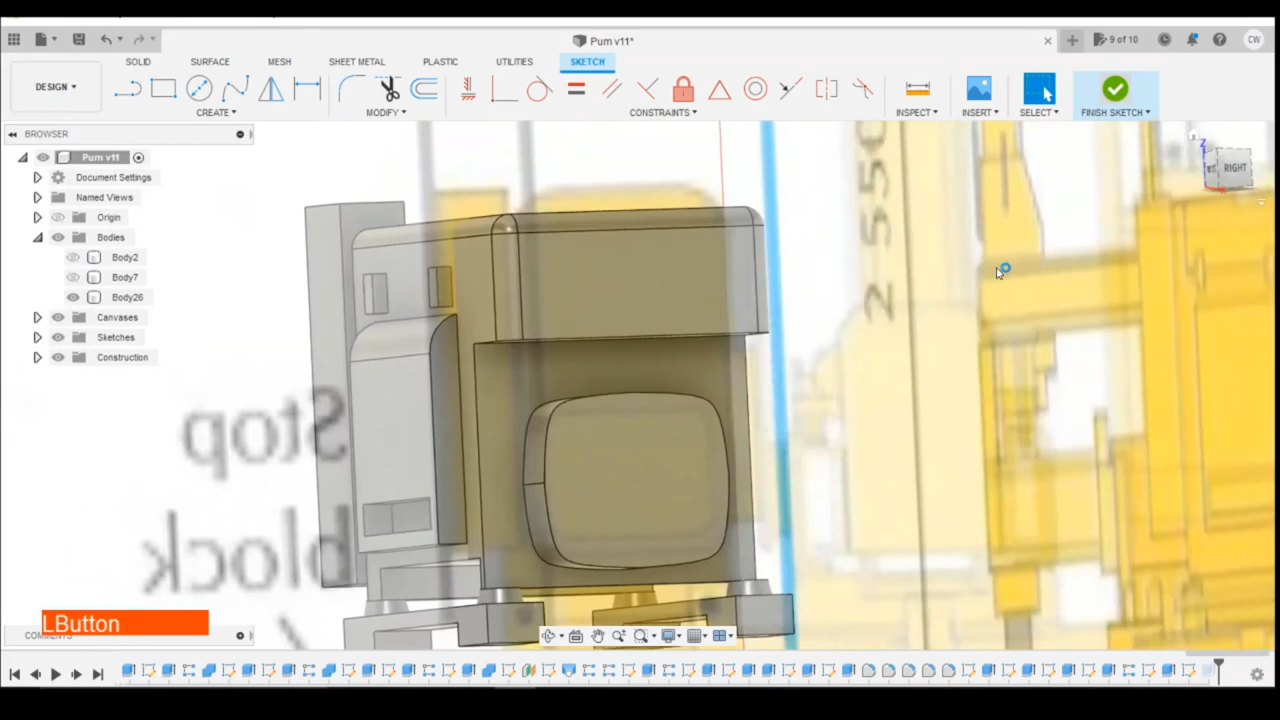 Pum v11*
9 of 10
CW
DESIGN
SOLID
SURFACE
MESH
SHEET METAL
PLASTIC
UTILITIES
SKETCH
CREATE
MODIFY
CONSTRAINTS
INSPECT
INSERT
SELECT
FINISH SKETCH
BROWSER
Pum v11
Document Settings
Named Views
Origin
Bodies
Body2
Body7
Body26
Canvases
Sketches
Construction
Z
RIGHT
2 550
Stop
block
LButton
COMMENTS